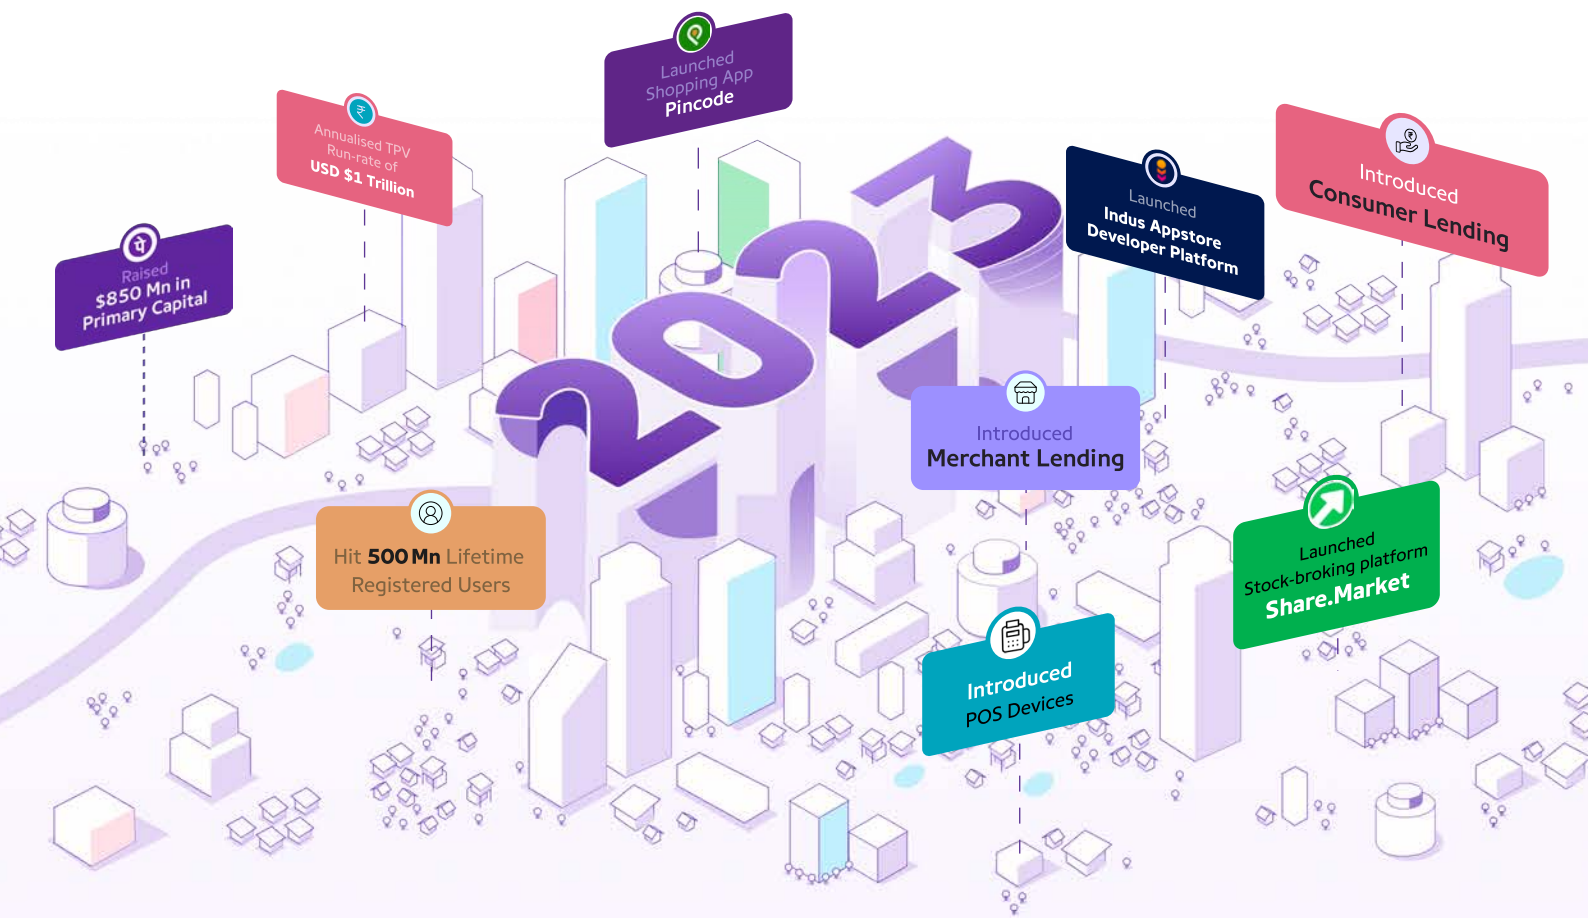 Launched
Shopping App
Pincode
Annualised TPV
Run-rate of
USD $1 Trillion
Introduced
Consumer Lending
Launched
Indus Appstore
Developer Platform
पे
Raised
$850 Mn in
Primary Capital
2023
Introduced
Merchant Lending
Hit 500 Mn Lifetime
Registered Users
Launched
Stock-broking platform
Share.Market
Introduced
POS Devices